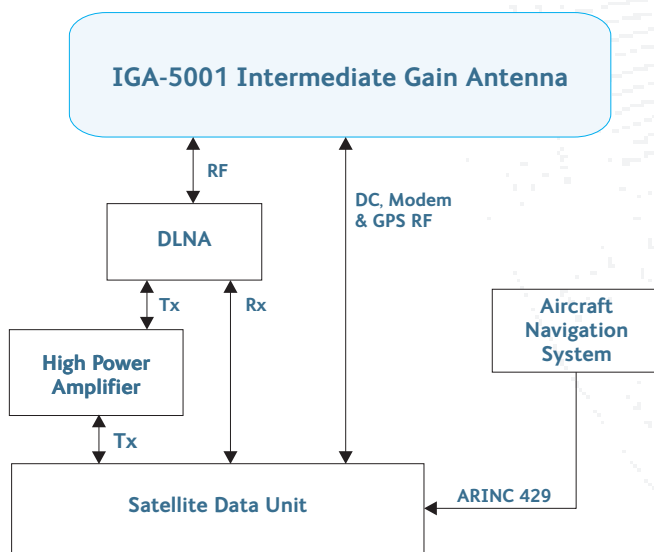 IGA-5001 Intermediate Gain Antenna
RF
DC, Modem
& GPS RF
DLNA
Tx
Rx
Aircraft
Navigation
System
High Power
Amplifier
Tx
ARINC 429
Satellite Data Unit